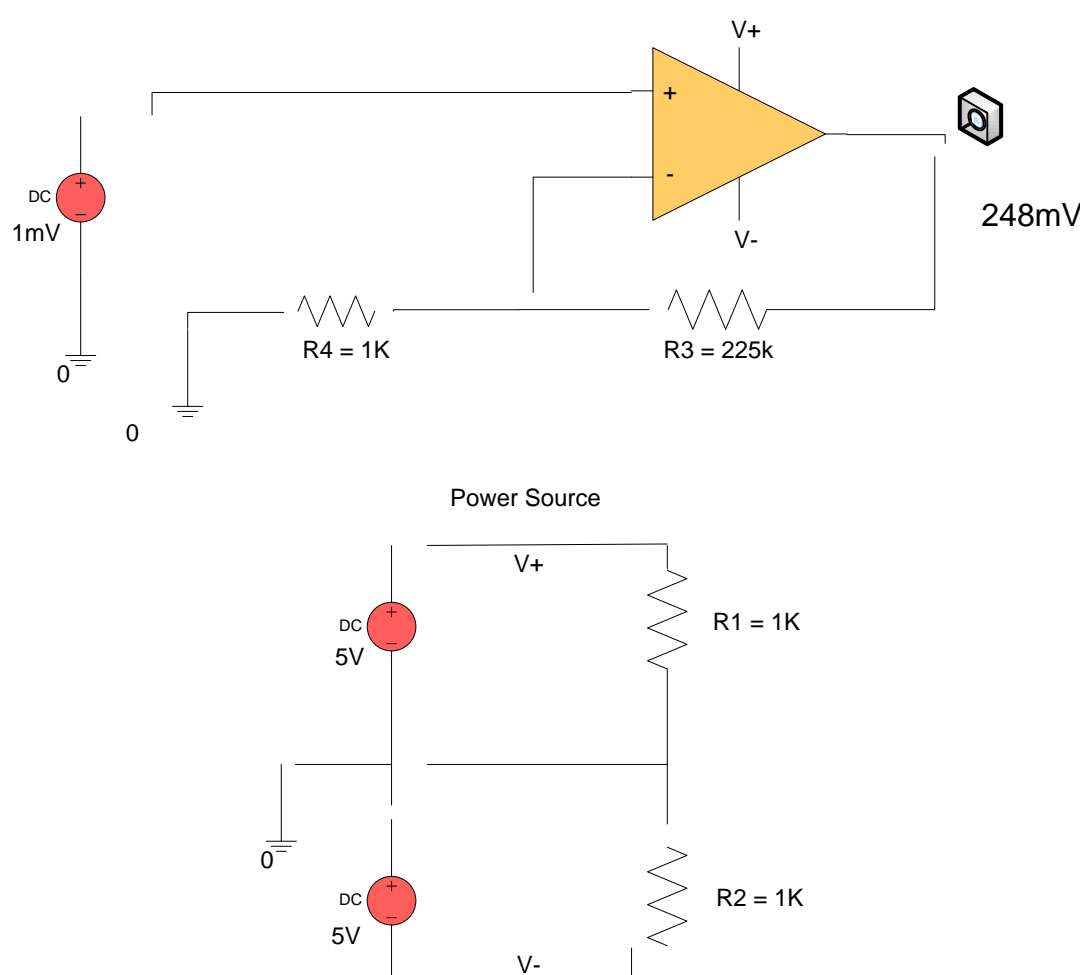 V+
+
-
DC
+
–
1mV
248mV
V-
R4 = 1K
R3 = 225k
0
0
Power Source
V+
DC
+
–
5V
R1 = 1K
0
DC
+
–
5V
R2 = 1K
V-